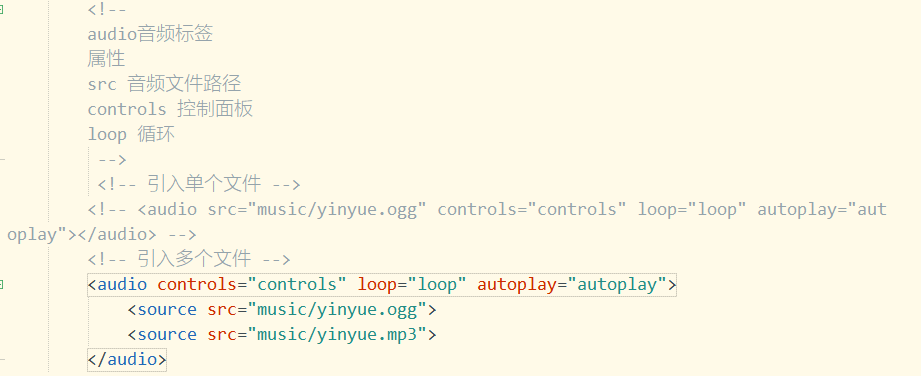 <!--
audio音频标签
属性
src 音频文件路径
controls 控制面板
loop 循环
-->
<!-- 引入单个文件 -->
<!-- <audio src="music/yinyue.ogg" controls="controls" loop="loop" autoplay="aut
oplay"></audio> -->
<!-- 引入多个文件 -->
<audio controls="controls" loop="loop" autoplay="autoplay">
<source src="music/yinyue.ogg">
<source src="music/yinyue.mp3">
</audio>